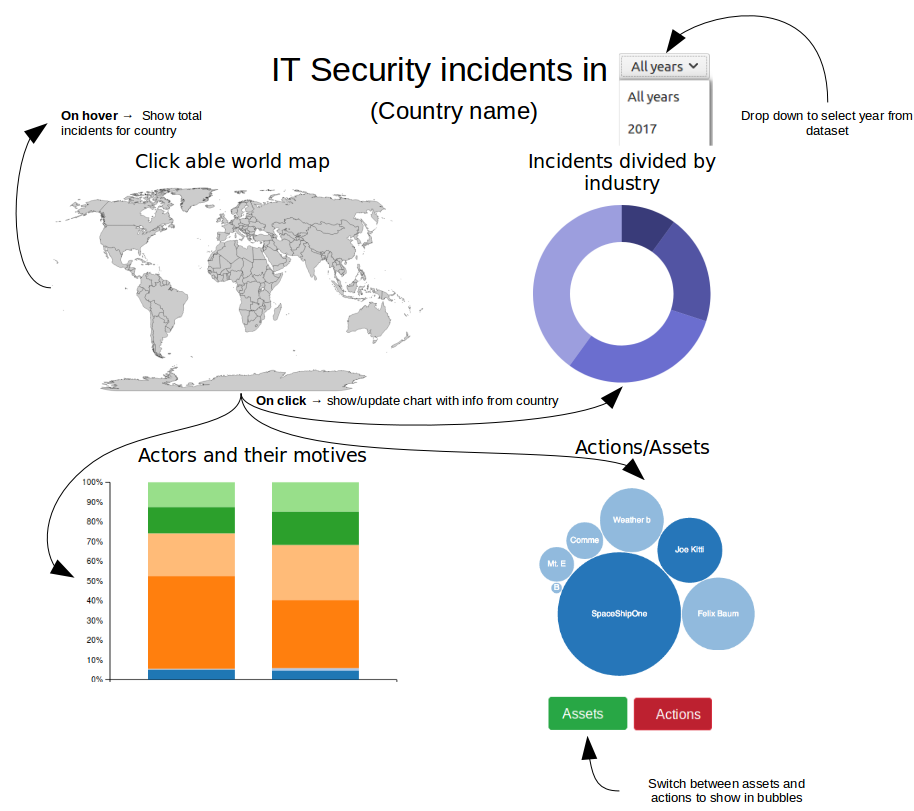 IT Security incidents in
All years
All years
2017
(Country name)
On hover → Show total
incidents for country
Drop down to select year from
dataset
Click able world map
Incidents divided by
industry
On click → show/update chart with info from country
Actors and their motives
100%
90%
80%
70%
60%
50%
40%
30%
20%
10%
0%
Actions/Assets
Weather b
Comme
Joe Kitti
Mt. E
B
SpaceShipOne
Felix Baum
Assets
Actions
Switch between assets and
actions to show in bubbles